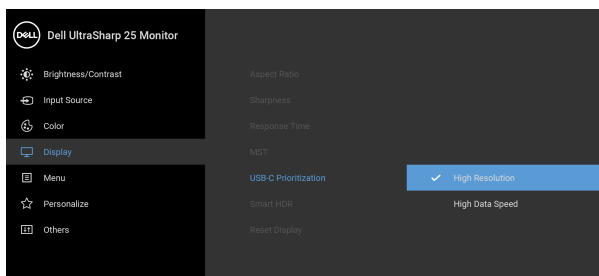 DELL Dell UltraSharp 25 Monitor
Brightness/Contrast Aspect Ratio
Input Source Sharpness
Color Response Time
Display MST
Menu USB-C Prioritization High Resolution
Personalize Smart HDR High Data Speed
Others Reset Display